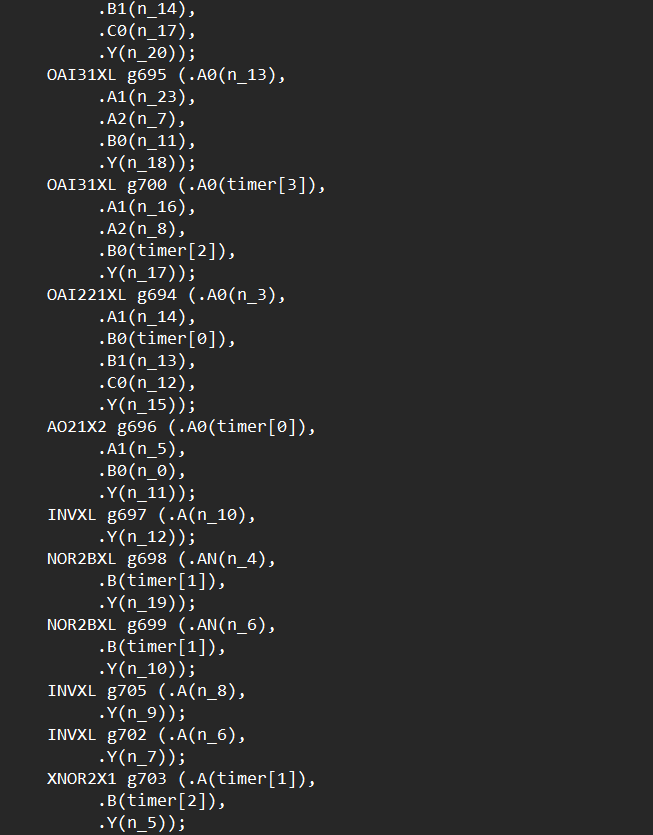 .B1(n_14),
.C0(n_17),
.Y(n_20));
OAI31XL g695 (.A0(n_13),
.A1(n_23),
.A2(n_7),
.B0(n_11),
.Y(n_18));
OAI31XL g700 (.A0(timer[3]),
.A1(n_16),
.A2(n_8),
.B0(timer[2]),
.Y(n_17));
OAI221XL g694 (.A0(n_3),
.A1(n_14),
.B0(timer[0]),
.B1(n_13),
.C0(n_12),
.Y(n_15));
AO21X2 g696 (.A0(timer[0]),
.A1(n_5),
.B0(n_0),
.Y(n_11));
INVXL g697 (.A(n_10),
.Y(n_12));
NOR2BXL g698 (.AN(n_4),
.B(timer[1]),
.Y(n_19));
NOR2BXL g699 (.AN(n_6),
.B(timer[1]),
.Y(n_10));
INVXL g705 (.A(n_8),
.Y(n_9));
INVXL g702 (.A(n_6),
.Y(n_7));
XNOR2X1 g703 (.A(timer[1]),
.B(timer[2]),
.Y(n_5));